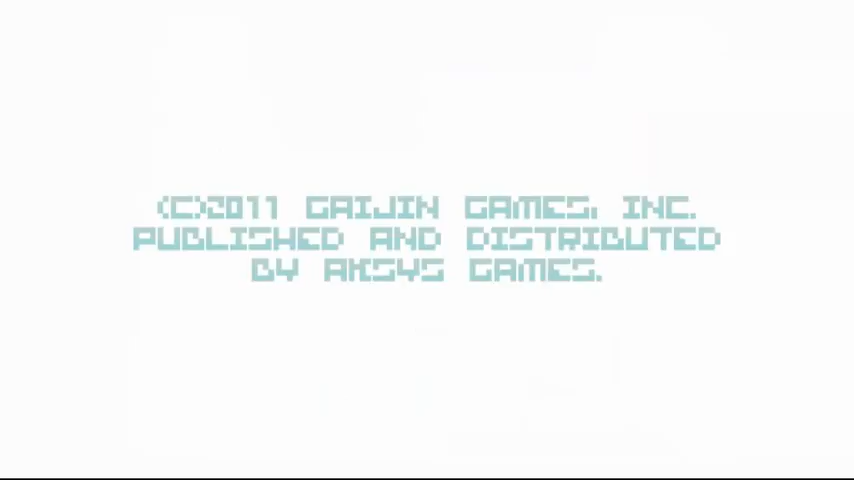 (C)2011 GAIJIN GAMES, INC.
PUBLISHED AND DISTRIBUTED
BY AKSYS GAMES.